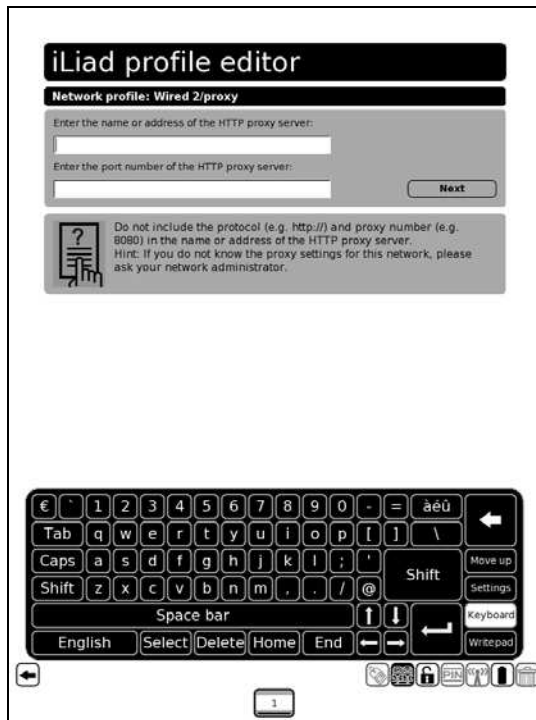 iLiad profile editor
Network profile: Wired 2/proxy
Enter the name or address of the HTTP proxy server:
Enter the port number of the HTTP proxy server:
Next
?
Do not include the protocol (e.g. http://) and proxy number (e.g.
8080) in the name or address of the HTTP proxy server.
Hint: If you do not know the proxy settings for this network, please
ask your network administrator.
€ ` 1 2 3 4 5 6 7 8 9 0 - = àéû
Tab q w e r t y u i o p [ ] \
Caps a s d f g h j k l ; ' Shift Move up
Shift z x c v b n m , . / @ Settings
Space bar Keyboard
English Select Delete Home End Writepad
PIN
1